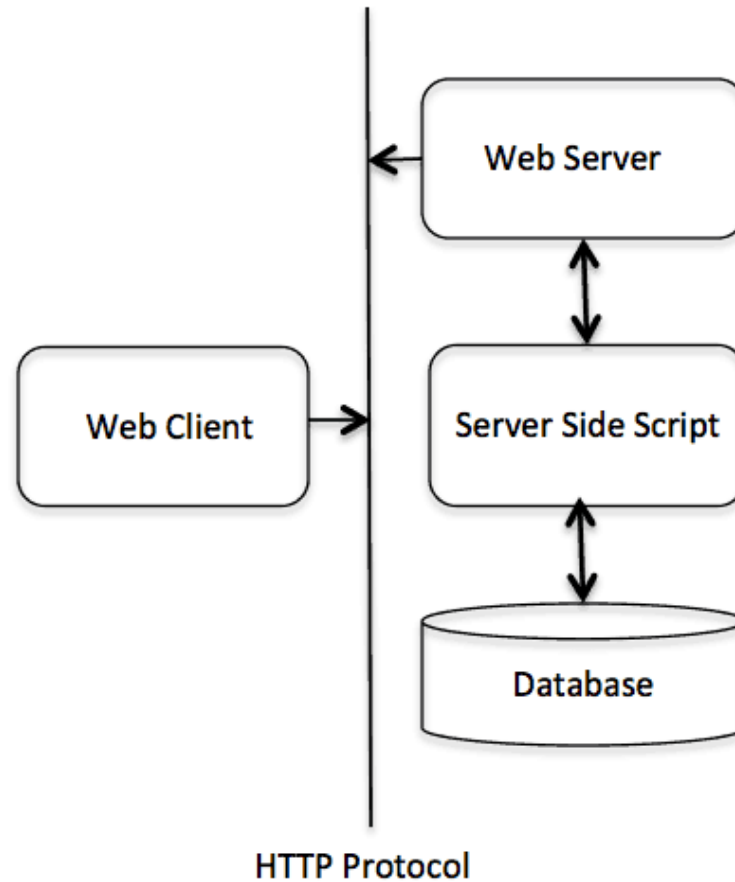 Web Server
Web Client
Server Side Script
Database
HTTP Protocol